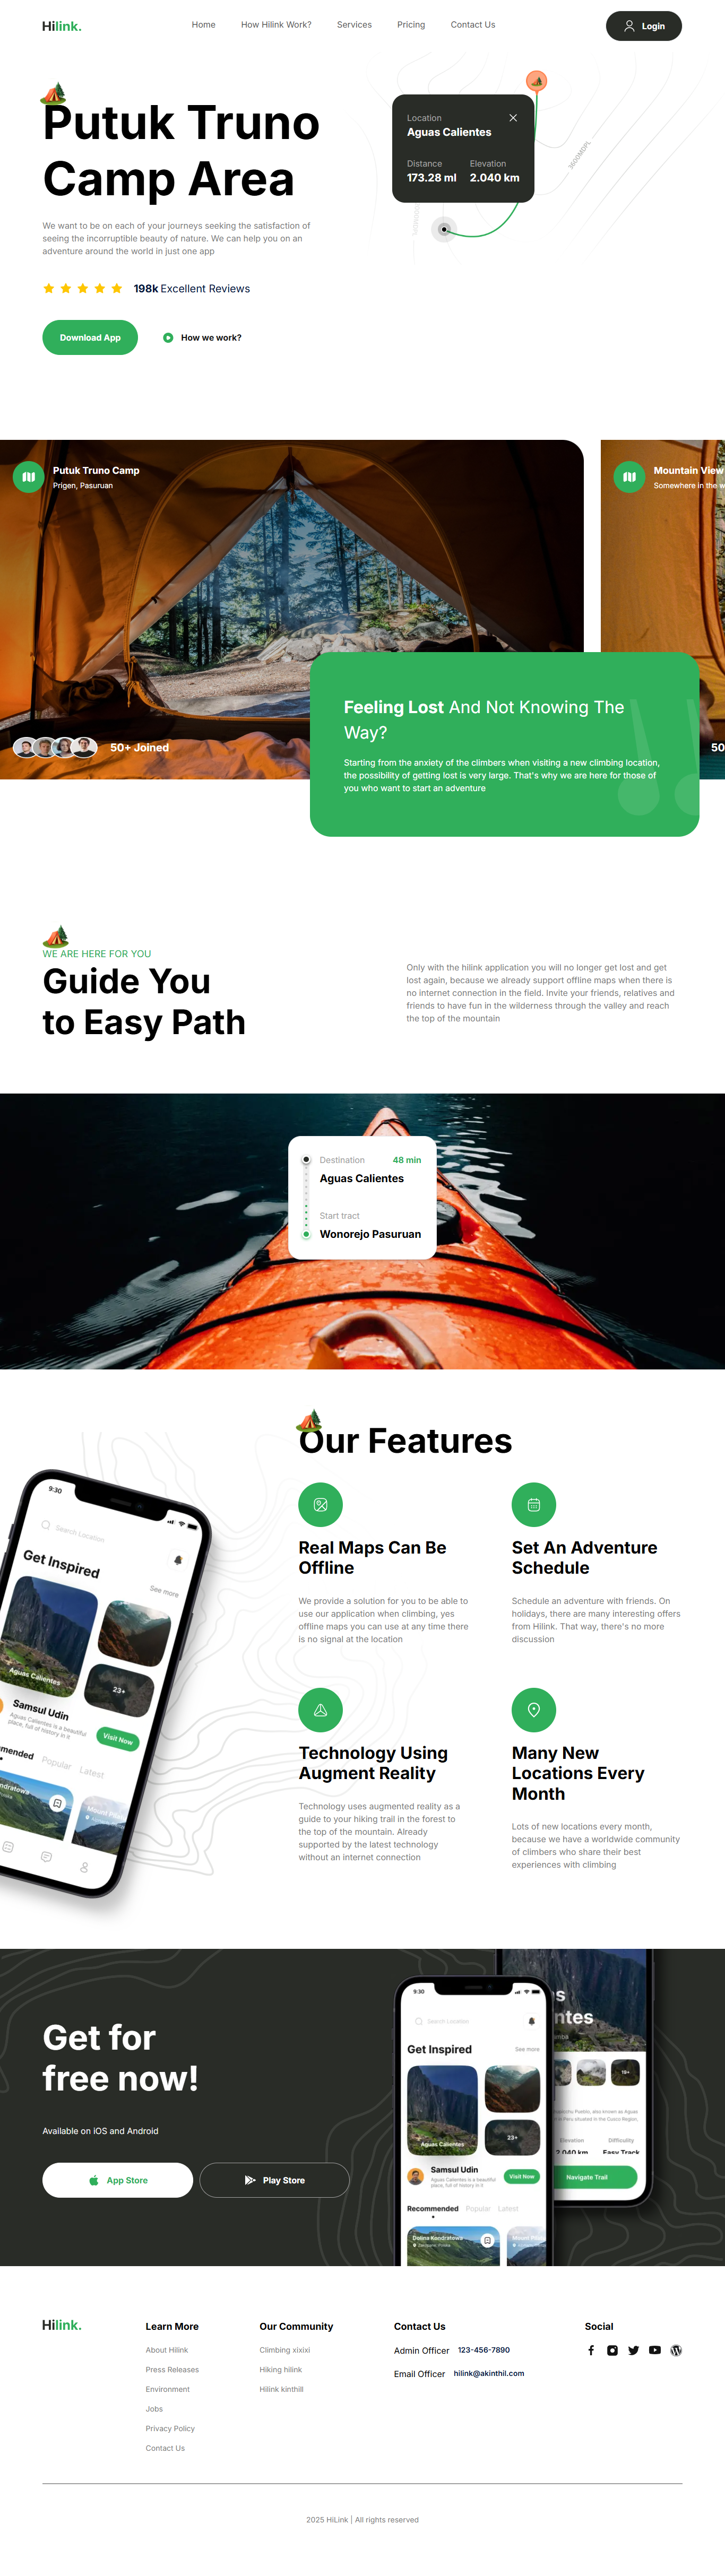 Hilink.
Home
How Hilink Work?
Services
Pricing
Contact Us
Login
Putuk Truno
Camp Area
We want to be on each of your journeys seeking the satisfaction of
seeing the incorruptible beauty of nature. We can help you on an
adventure around the world in just one app
198k Excellent Reviews
Download App
How we work?
Location
Aguas Calientes
Distance
Elevation
173.28 ml
2.040 km
3600MDPL
Putuk Truno Camp
Prigen, Pasuruan
50+ Joined
Mountain View
Somewhere in the w
50
Feeling Lost And Not Knowing The
Way?
Starting from the anxiety of the climbers when visiting a new climbing location,
the possibility of getting lost is very large. That's why we are here for those of
you who want to start an adventure
WE ARE HERE FOR YOU
Guide You
to Easy Path
Only with the hilink application you will no longer get lost and get
lost again, because we already support offline maps when there is
no internet connection in the field. Invite your friends, relatives and
friends to have fun in the wilderness through the valley and reach
the top of the mountain
Destination
48 min
Aguas Calientes
Start tract
Wonorejo Pasuruan
Our Features
9:30
Search Location
Get Inspired
See more
Aguas Calientes
23+
Samsul Udin
Aguas Calientes is a beautiful
place, full of history in it
Visit Now
mended
Popular
Latest
Real Maps Can Be
Offline
We provide a solution for you to be able to
use our application when climbing, yes
offline maps you can use at any time there
is no signal at the location
Set An Adventure
Schedule
Schedule an adventure with friends. On
holidays, there are many interesting offers
from Hilink. That way, there's no more
discussion
Technology Using
Augment Reality
Technology uses augmented reality as a
guide to your hiking trail in the forest to
the top of the mountain. Already
supported by the latest technology
without an internet connection
Many New
Locations Every
Month
Lots of new locations every month,
because we have a worldwide community
of climbers who share their best
experiences with climbing
Get for
free now!
Available on iOS and Android
App Store
Play Store
9:30
Search Location
Get Inspired
See more
Aguas Calientes
23+
Samsul Udin
Aguas Calientes is a beautiful
place, full of history in it
Visit Now
Recommended
Popular
Latest
19+
Elevation
Difficulty
2.040 km
Easy Track
Navigate Trail
Hilink.
Learn More
About Hilink
Press Releases
Environment
Jobs
Privacy Policy
Contact Us
Our Community
Climbing xixixi
Hiking hilink
Hilink kinthill
Contact Us
Admin Officer 123-456-7890
Email Officer hilink@akinthil.com
Social
2025 HiLink | All rights reserved